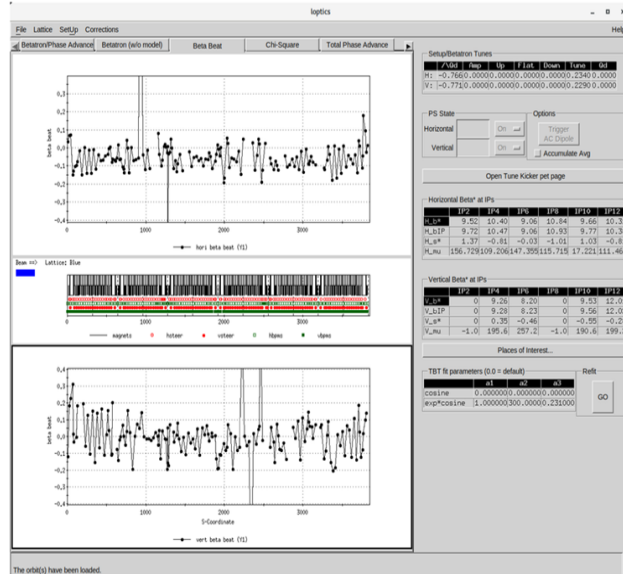 loptics
File Lattice SetUp Corrections Help
Betatron/Phase Advance Betatron (w/o model) Beta Beat Chi-Square Total Phase Advance
beta beat
0.3
0.2
0.1
0.0
-0.1
-0.2
-0.3
-0.4
0 1000 2000 3000
hori beta beat (Y1)
Beam => Lattice: Blue
0 1000 2000 3000
magnets hsteer vsteer hbpms vbpms
0.4
0.3
0.2
0.1
0.0
-0.1
-0.2
-0.3
-0.4
beta beat
0 1000 2000 3000
S-Coordinate
vert beta beat (Y1)
Setup/Betatron Tunes
/\Qd Amp Up Flat Down Tune Qd
H: -0.766 0.0000 0.0000 0.0000 0.0000 0.2340 0.0000
V: -0.771 0.0000 0.0000 0.0000 0.0000 0.2290 0.0000
PS State
Horizontal On
Vertical On
Options
Trigger
AC Dipole
Accumulate Avg
Open Tune Kicker pet page
Horizontal Beta* at IPs
IP2 IP4 IP6 IP8 IP10 IP12
H_b* 9.52 10.40 9.06 10.84 9.66 10.3
H_bIP 9.72 10.47 9.06 10.93 9.77 10.3
H_s* 1.37 -0.81 -0.03 -1.01 1.03 -0.8
H_mu 156.729 109.206 147.355 115.715 17.221 111.46
Vertical Beta* at IPs
IP2 IP4 IP6 IP8 IP10 IP12
V_b* 0 9.26 8.20 0 9.53 12.0
V_bIP 0 9.28 8.23 0 9.56 12.0
V_s* 0 0.35 -0.46 0 -0.55 -0.2
V_mu -1.0 195.6 257.2 -1.0 190.6 199.
Places of Interest...
TBT fit parameters (0.0 = default)
a1 a2 a3
cosine 0.000000 0.000000 0.000000
exp*cosine 1.000000 300.0000 0.231000
Refit
GO
The orbit(s) have been loaded.